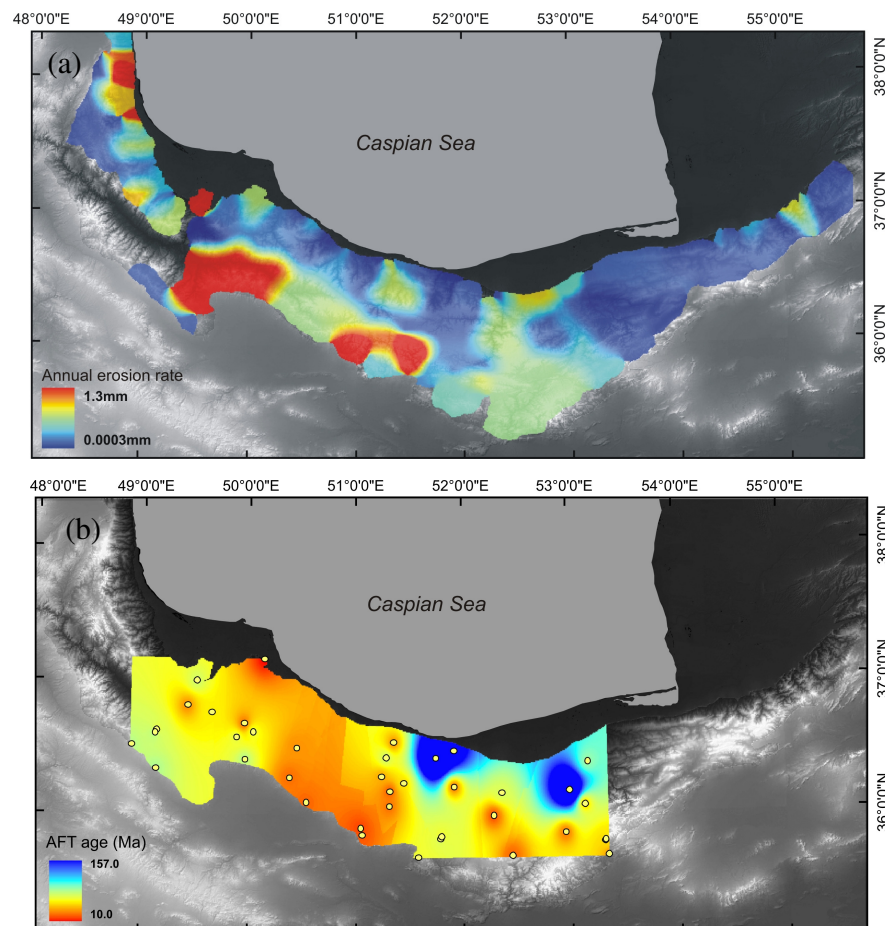 48°0'0"E 49°0'0"E 50°0'0"E 51°0'0"E 52°0'0"E 53°0'0"E 54°0'0"E 55°0'0"E
(a)
38°0'0"N
Caspian Sea
37°0'0"N
36°0'0"N
Annual erosion rate
1.3mm
0.0003mm
48°0'0"E 49°0'0"E 50°0'0"E 51°0'0"E 52°0'0"E 53°0'0"E 54°0'0"E 55°0'0"E
(b)
38°0'0"N
Caspian Sea
37°0'0"N
36°0'0"N
AFT age (Ma)
157.0
10.0